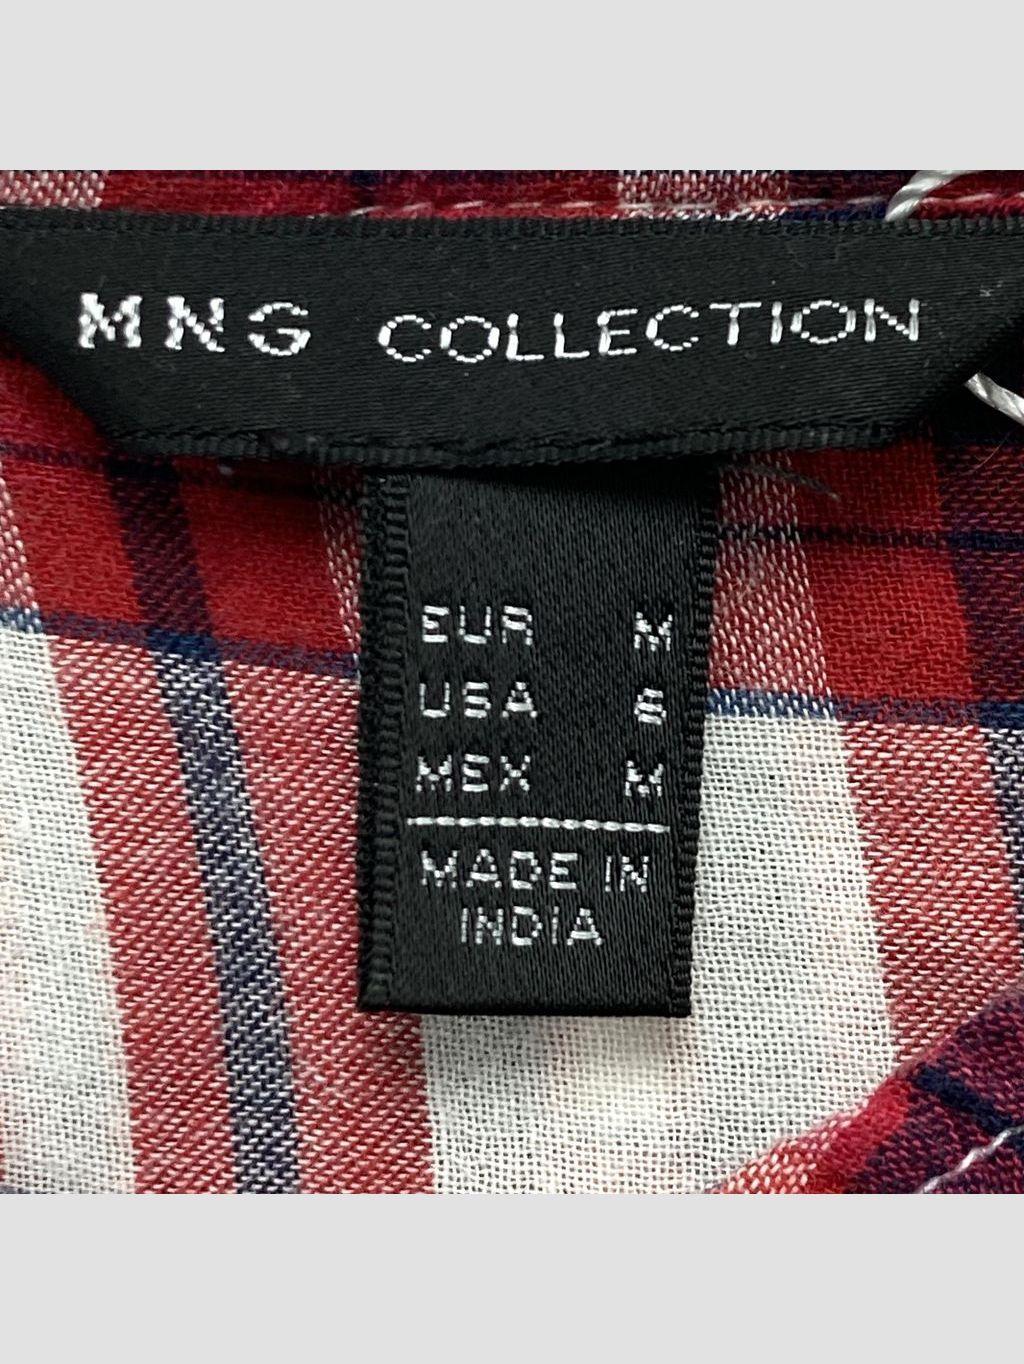 MNG COLLECTION
EUR M
USA 6
MEX M
MADE IN
INDIA